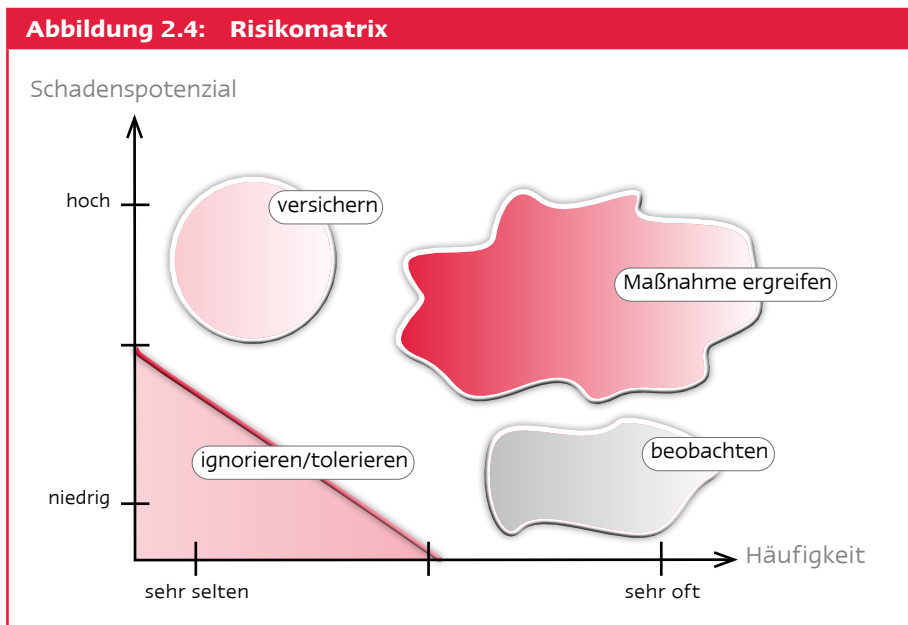 Abbildung 2.4: Risikomatrix
Schadenspotenzial
hoch
versichern
Maßnahme ergreifen
ignorieren/tolerieren
beobachten
niedrig
Häufigkeit
sehr selten
sehr oft